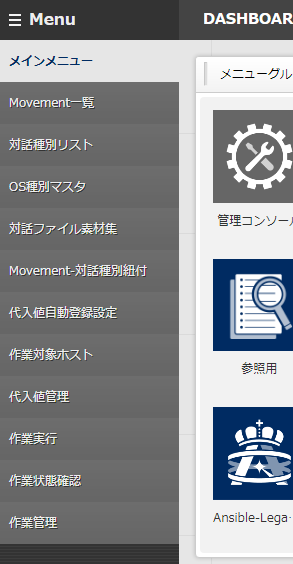 Menu
メインメニュー
Movement一覧
対話種別リスト
OS種別マスタ
対話ファイル素材集
Movement-対話種別紐付
代入値自動登録設定
作業対象ホスト
代入値管理
作業実行
作業状態確認
作業管理
DASHBOAR
メニューグル
管理コンソール
参照用
Ansible-Lega